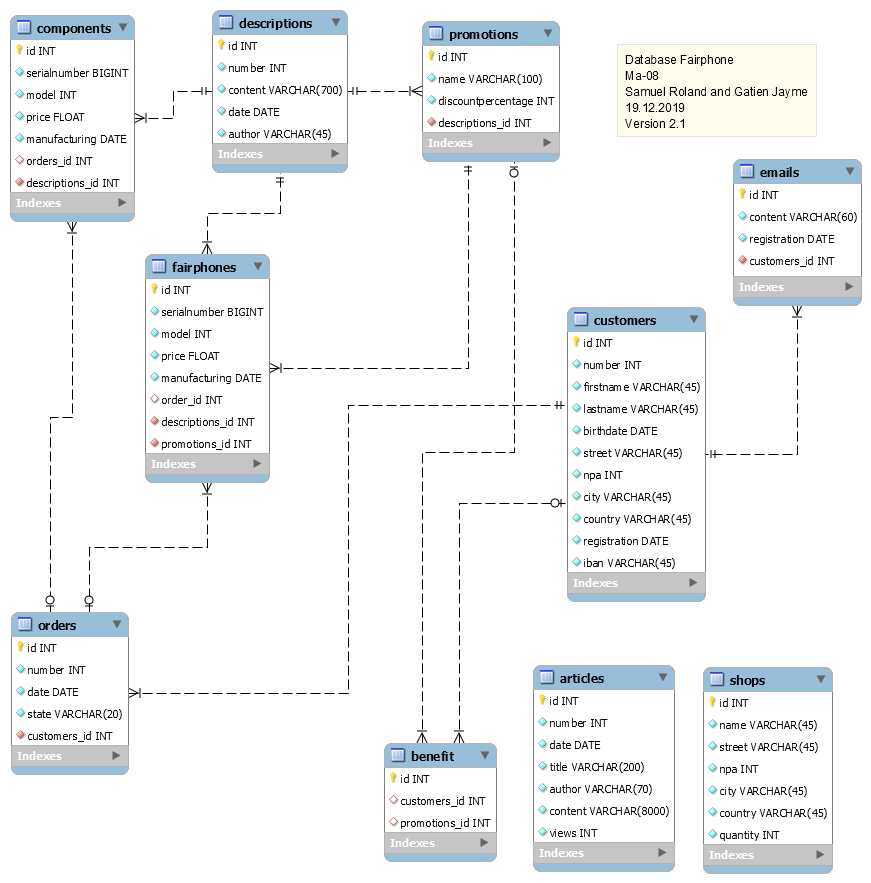 components
id INT
serialnumber BIGINT
model INT
price FLOAT
manufacturing DATE
orders_id INT
descriptions_id INT
Indexes
descriptions
id INT
number INT
content VARCHAR(700)
date DATE
author VARCHAR(45)
Indexes
promotions
id INT
name VARCHAR(100)
discountpercentage INT
descriptions_id INT
Indexes
Database Fairphone
Ma-08
Samuel Roland and Gatien Jayme
19.12.2019
Version 2.1
emails
id INT
content VARCHAR(60)
registration DATE
customers_id INT
Indexes
fairphones
id INT
serialnumber BIGINT
model INT
price FLOAT
manufacturing DATE
order_id INT
descriptions_id INT
promotions_id INT
Indexes
customers
id INT
number INT
firstname VARCHAR(45)
lastname VARCHAR(45)
birthdate DATE
street VARCHAR(45)
npa INT
city VARCHAR(45)
country VARCHAR(45)
registration DATE
iban VARCHAR(45)
Indexes
orders
id INT
number INT
date DATE
state VARCHAR(20)
customers_id INT
Indexes
benefit
id INT
customers_id INT
promotions_id INT
Indexes
articles
id INT
number INT
date DATE
title VARCHAR(200)
author VARCHAR(70)
content VARCHAR(8000)
views INT
Indexes
shops
id INT
name VARCHAR(45)
street VARCHAR(45)
npa INT
city VARCHAR(45)
country VARCHAR(45)
quantity INT
Indexes